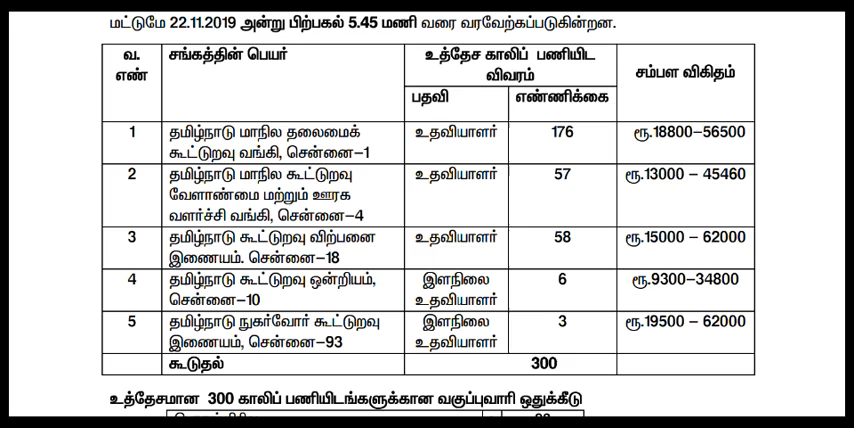 மட்டுமே 22.11.2019 அன்று பிற்பகல் 5.45 மணி வரை வரவேற்கப்படுகின்றன.
வ. எண் சங்கத்தின் பெயர் உத்தேச காலிப் பணியிட விவரம் சம்பள விகிதம்
பதவி எண்ணிக்கை
1 தமிழ்நாடு மாநில தலைமைக் உதவியாளர் 176 ரூ.18800–56500
கூட்டுறவு வங்கி, சென்னை–1
2 தமிழ்நாடு மாநில கூட்டுறவு உதவியாளர் 57 ரூ.13000 – 45460
வேளாண்மை மற்றும் ஊரக
வளர்ச்சி வங்கி, சென்னை–4
3 தமிழ்நாடு கூட்டுறவு விற்பனை உதவியாளர் 58 ரூ.15000 – 62000
இணையம். சென்னை–18
4 தமிழ்நாடு கூட்டுறவு ஒன்றியம், இளநிலை 6 ரூ.9300–34800
சென்னை–10 உதவியாளர்
5 தமிழ்நாடு நுகர்வோர் கூட்டுறவு இளநிலை 3 ரூ.19500 – 62000
இணையம், சென்னை–93 உதவியாளர்
கூடுதல் 300
உத்தேசமான 300 காலிப் பணியிடங்களுக்கான வகுப்புவாரி ஒதுக்கீடு